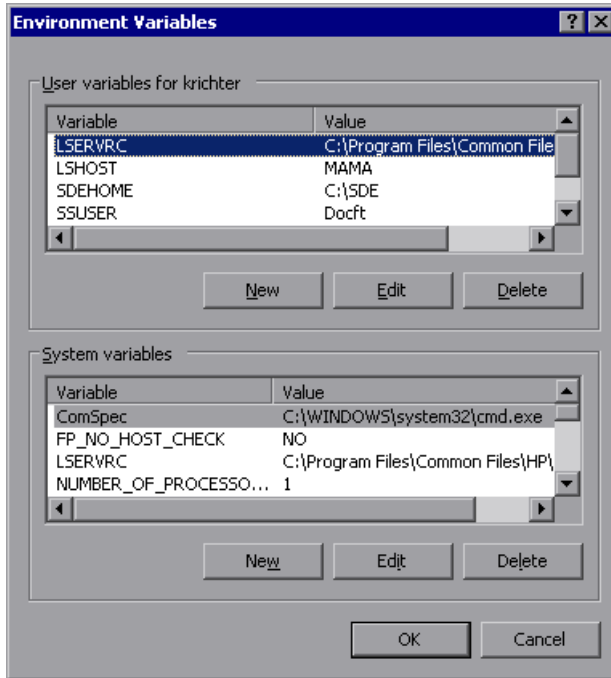 Environment Variables
User variables for krichter
Variable Value
LSERVRC C:\Program Files\Common File
LSHOST MAMA
SDEHOME C:\SDE
SSUSER Docft
New Edit Delete
System variables
Variable Value
ComSpec C:\WINDOWS\system32\cmd.exe
FP_NO_HOST_CHECK NO
LSERVRC C:\Program Files\Common Files\HP\
NUMBER_OF_PROCESSO... 1
New Edit Delete
OK Cancel